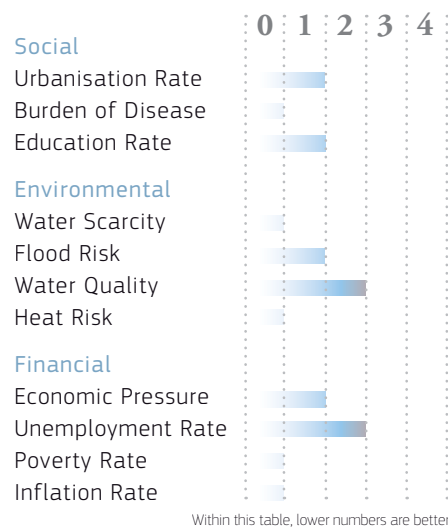 0 1 2 3 4
Social
Urbanisation Rate
Burden of Disease
Education Rate
Environmental
Water Scarcity
Flood Risk
Water Quality
Heat Risk
Financial
Economic Pressure
Unemployment Rate
Poverty Rate
Inflation Rate
Within this table, lower numbers are better